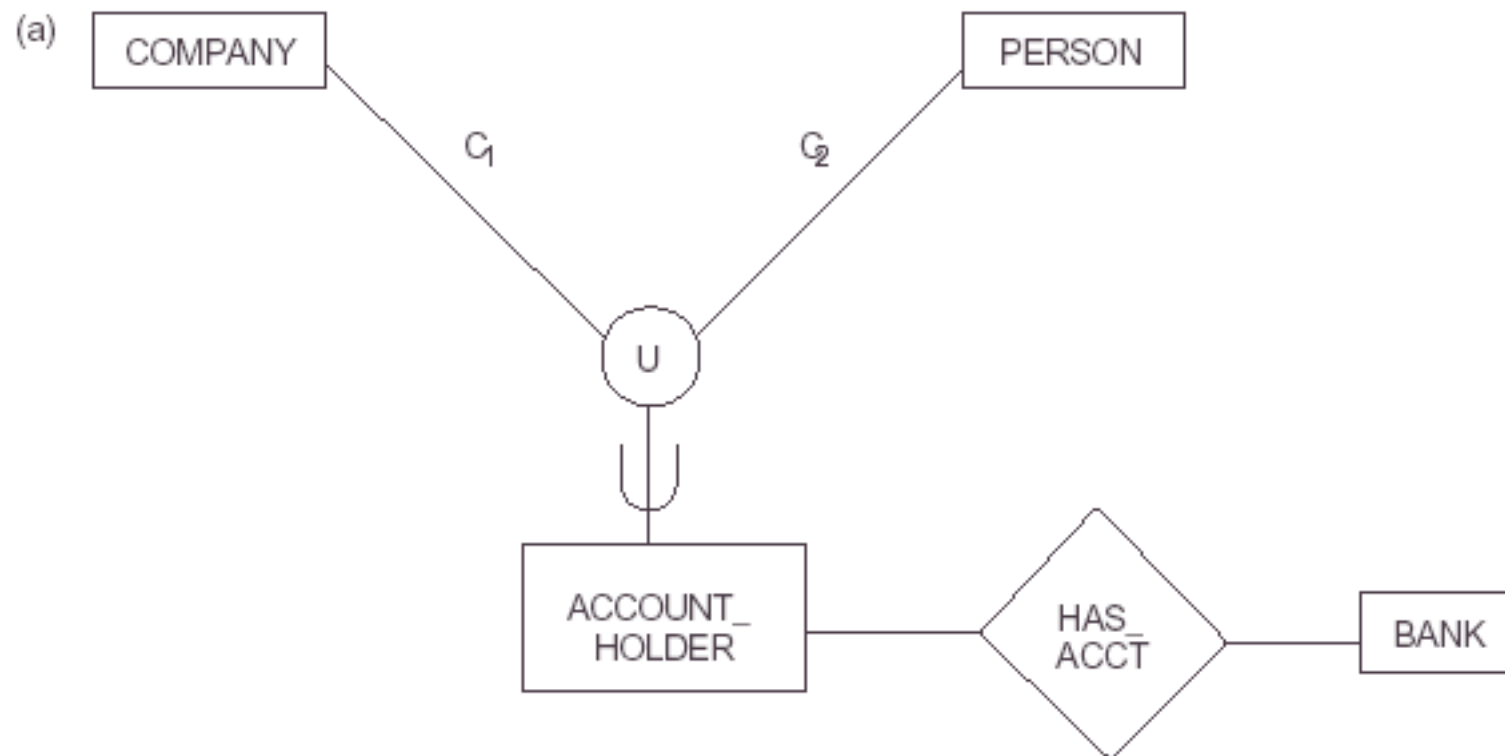 (a)
COMPANY
PERSON
C1
C2
U
ACCOUNT_
HOLDER
HAS_
ACCT
BANK